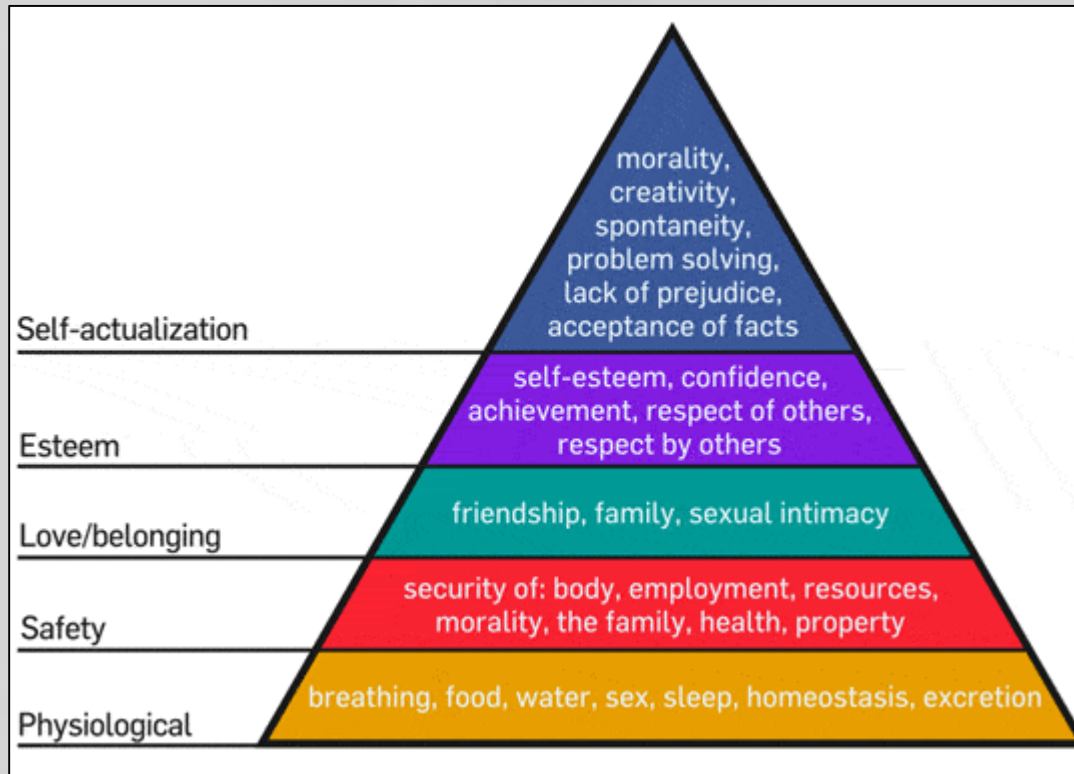 morality,
creativity,
spontaneity,
problem solving,
lack of prejudice,
acceptance of facts
Self-actualization
self-esteem, confidence,
achievement, respect of others,
respect by others
Esteem
friendship, family, sexual intimacy
Love/belonging
security of: body, employment, resources,
morality, the family, health, property
Safety
breathing, food, water, sex, sleep, homeostasis, excretion
Physiological